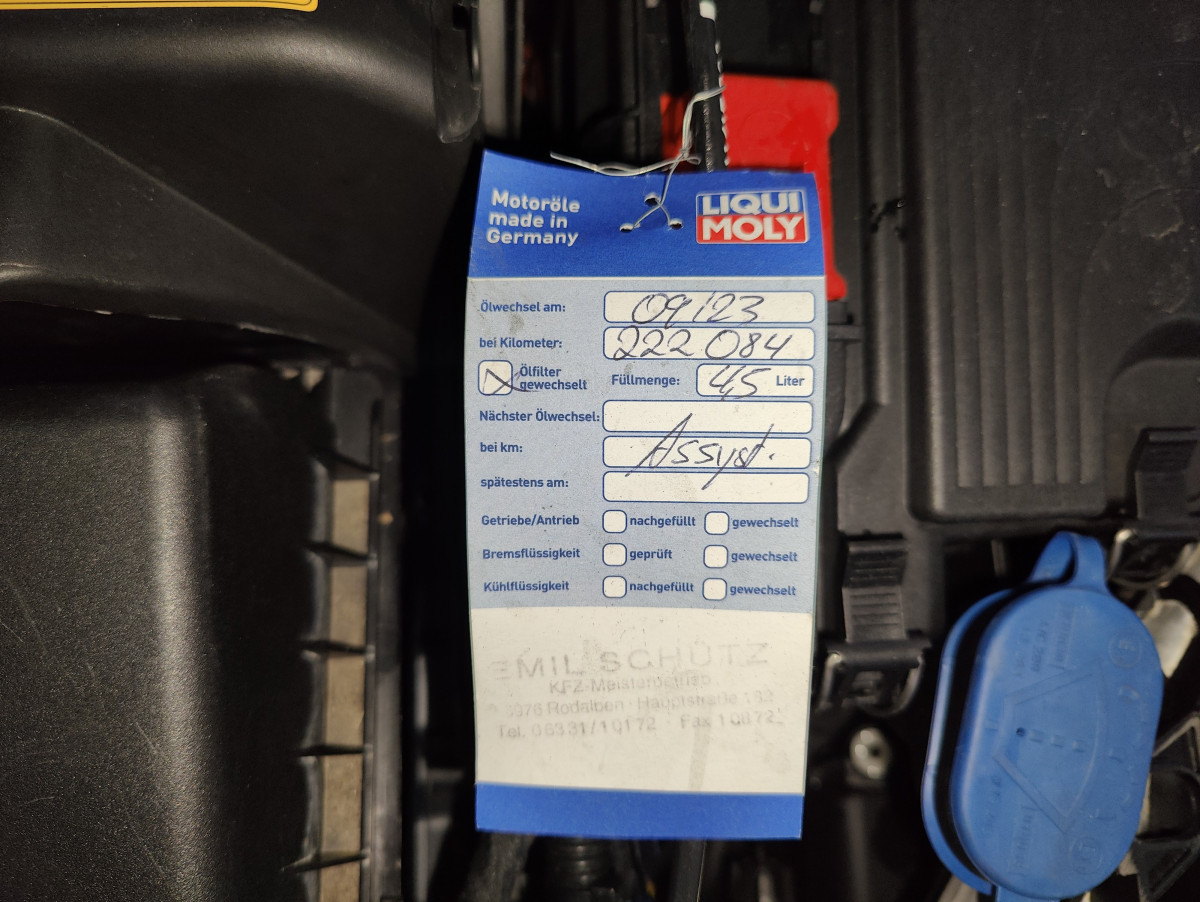 Motoröle
made in
Germany
LIQUI
MOLY
Ölwechsel am: 09/23
bei Kilometer: 222 084
Ölfilter
gewechselt
Füllmenge: 4,5 Liter
Nächster Ölwechsel:
bei km: Assyst.
spätestens am:
Getriebe/Antrieb nachgefüllt gewechselt
Bremsflüssigkeit geprüft gewechselt
Kühlflüssigkeit nachgefüllt gewechselt
EMIL SCHÜTZ
KFZ-Meisterbetrieb
Rodalben · Hauptstraße
Tel. 06331/10172 · Fax